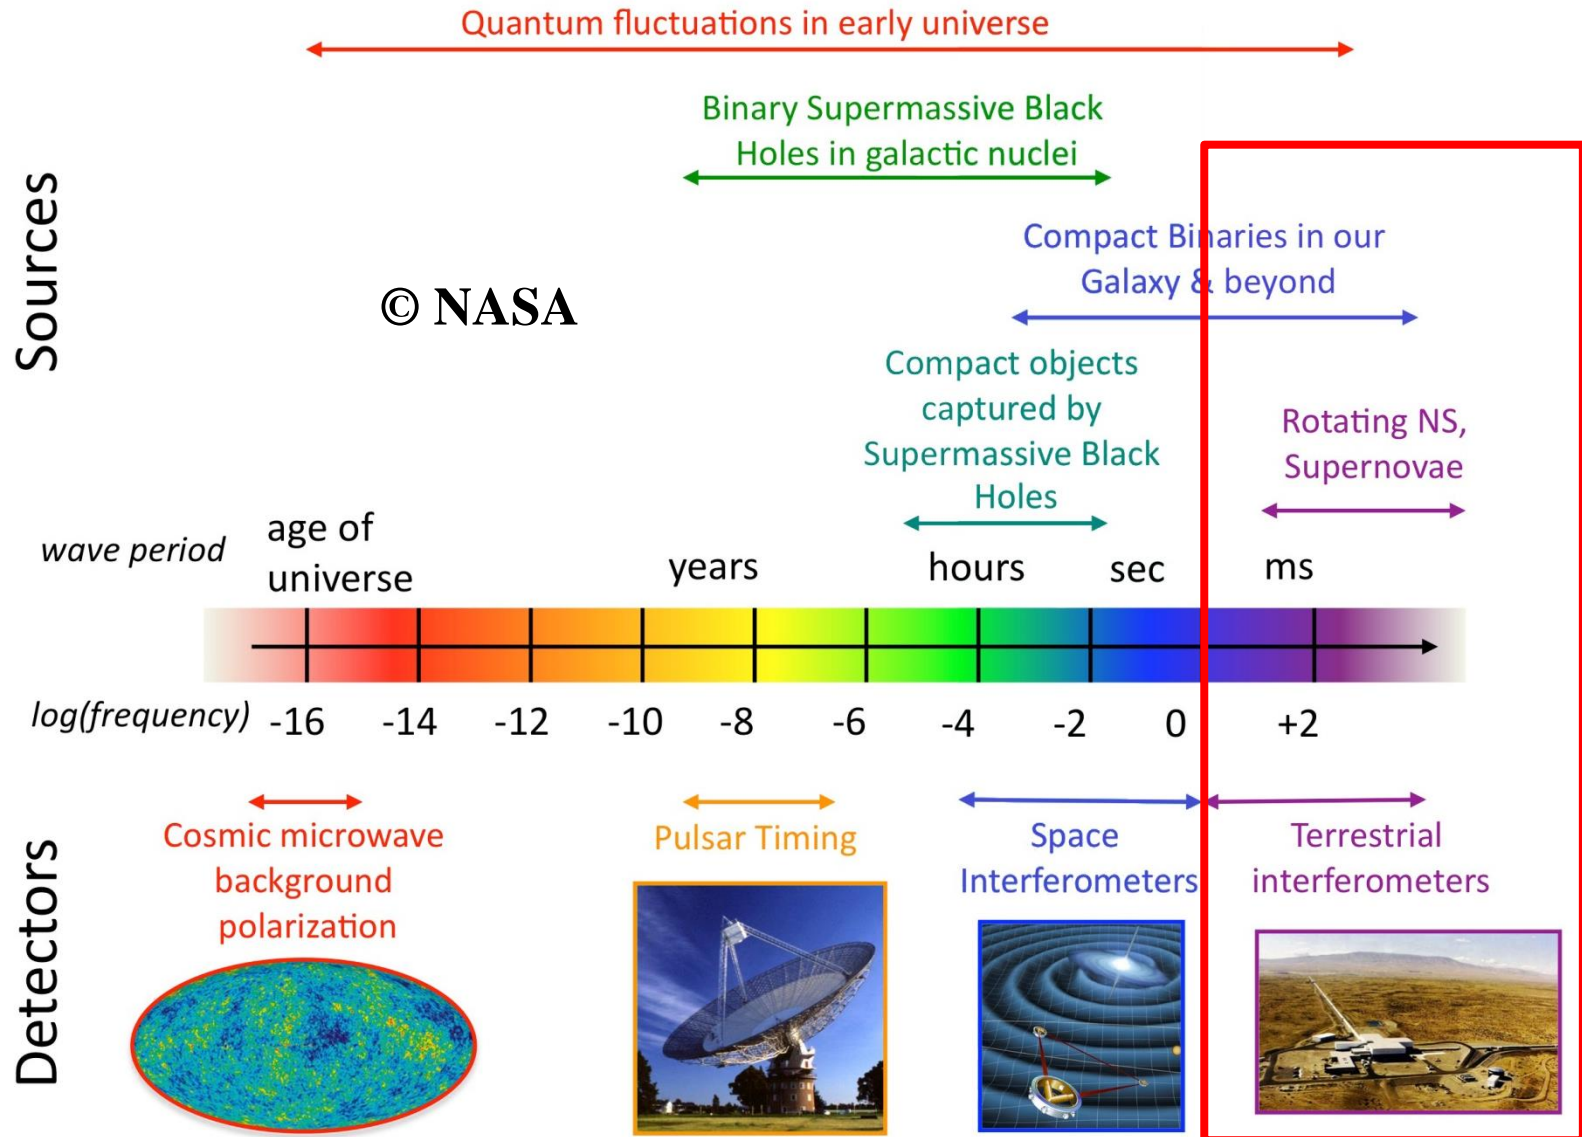 Quantum fluctuations in early universe
Binary Supermassive Black
Holes in galactic nuclei
Compact Binaries in our
Galaxy & beyond
© NASA
Compact objects
captured by
Supermassive Black
Holes
Rotating NS,
Supernovae
Sources
wave period
age of
universe
years
hours
sec
ms
log(frequency) -16 -14 -12 -10 -8 -6 -4 -2 0 +2
Detectors
Cosmic microwave
background
polarization
Pulsar Timing
Space
Interferometers
Terrestrial
interferometers